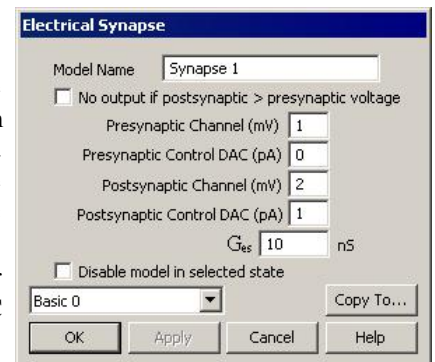 Electrical Synapse
Model Name Synapse 1
No output if postsynaptic > presynaptic voltage
Presynaptic Channel (mV) 1
Presynaptic Control DAC (pA) 0
Postsynaptic Channel (mV) 2
Postsynaptic Control DAC (pA) 1
Ges 10 nS
Disable model in selected state
Basic 0 Copy To...
OK Apply Cancel Help